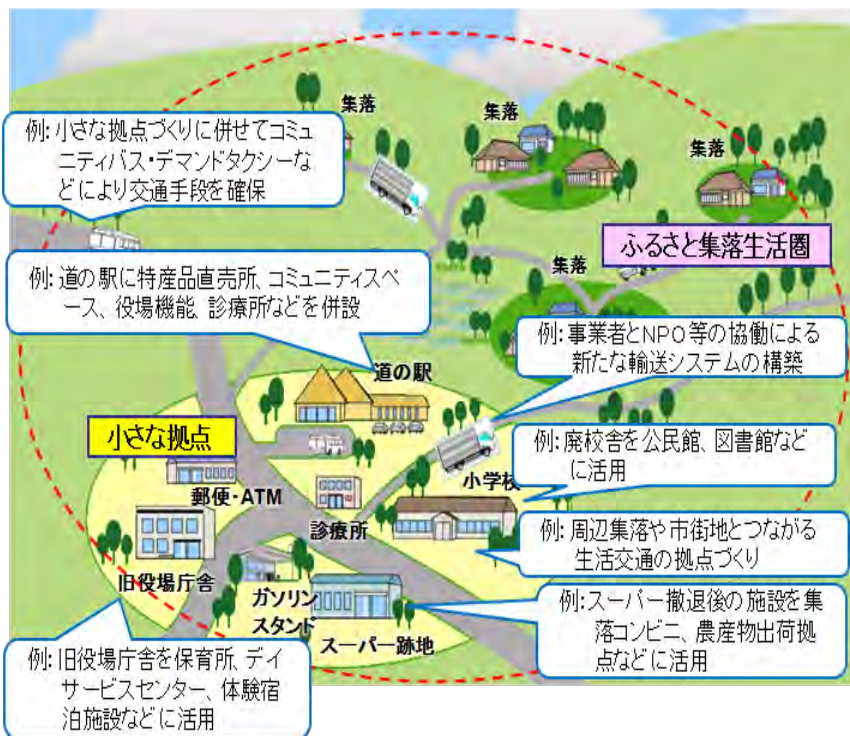 集落
集落
集落
例：小さな拠点づくりに併せてコミュ
ニティバス・デマンドタクシーな
どにより交通手段を確保
ふるさと集落生活圏
集落
例：道の駅に特産品直売所、コミュニティスペ
ース、役場機能、診療所などを併設
例：事業者とNPO等の協働による
新たな輸送システムの構築
道の駅
小さな拠点
例：廃校舎を公民館、図書館など
に活用
郵便・ATM
小学校
診療所
例：周辺集落や市街地とつながる
生活交通の拠点づくり
旧役場庁舎
ガソリン
スタンド
スーパー跡地
例：スーパー撤退後の施設を集
落コンビニ、農産物出荷拠
点などに活用
例：旧役場庁舎を保育所、デイ
サービスセンター、体験宿
泊施設などに活用